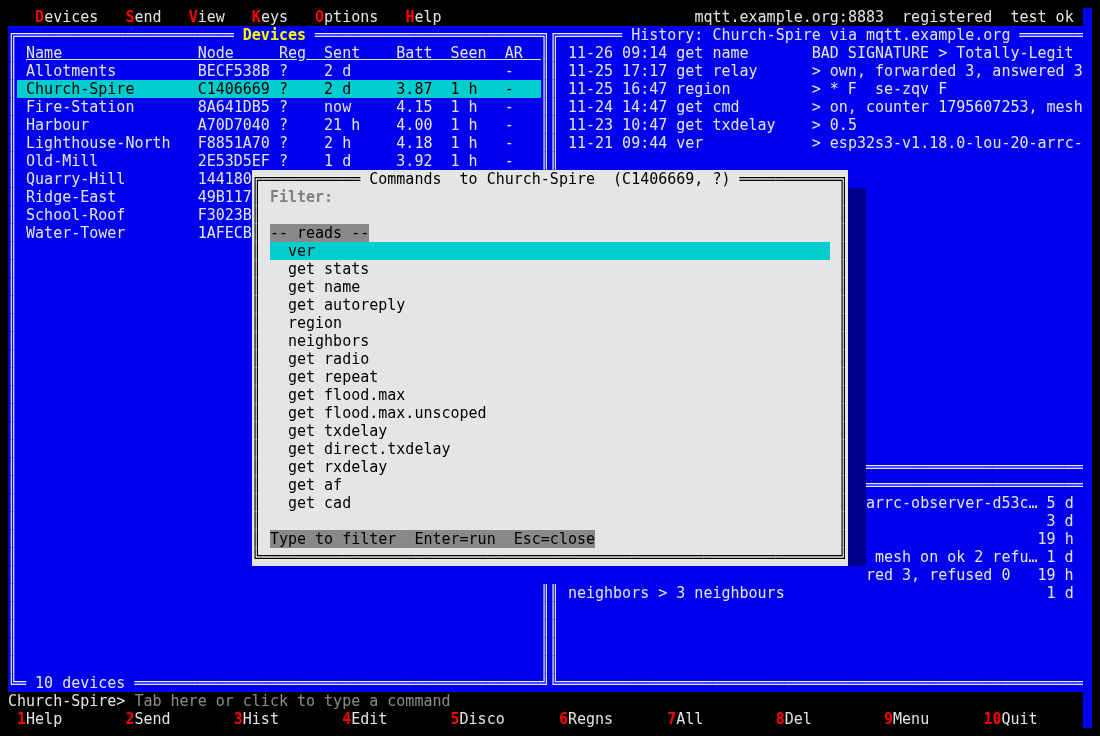 Devices Send View Keys Options Help mqtt.example.org:8883 registered test ok
Devices History: Church-Spire via mqtt.example.org
Name Node Reg Sent Batt Seen AR 11-26 09:14 get name BAD SIGNATURE > Totally-Legit
Allotments BECF538B ? 2 d - 11-25 17:17 get relay > own, forwarded 3, answered 3
Church-Spire C1406669 ? 2 d 3.87 1 h - 11-25 16:47 region > * F se-zqv F
Fire-Station 8A641DB5 ? now 4.15 1 h - 11-24 14:47 get cmd > on, counter 1795607253, mesh
Harbour A70D7040 ? 21 h 4.00 1 h - 11-23 10:47 get txdelay > 0.5
Lighthouse-North F8851A70 ? 2 h 4.18 1 h - 11-21 09:44 ver > esp32s3-v1.18.0-lou-20-arrc-
Old-Mill 2E53D5EF ? 1 d 3.92 1 h -
Quarry-Hill 144180 Commands to Church-Spire (C1406669, ?)
Ridge-East 49B117 Filter:
School-Roof F3023B
Water-Tower 1AFECB -- reads --
ver
get stats
get name
get autoreply
region
neighbors
get radio
get repeat
get flood.max
get flood.max.unscoped
get txdelay
get direct.txdelay
get rxdelay
get af
get cad arrc-observer-d53c… 5 d
3 d
Type to filter Enter=run Esc=close 19 h
mesh on ok 2 refu… 1 d
red 3, refused 0 19 h
neighbors > 3 neighbours 1 d
10 devices
Church-Spire> Tab here or click to type a command
1Help 2Send 3Hist 4Edit 5Disco 6Regns 7All 8Del 9Menu 10Quit